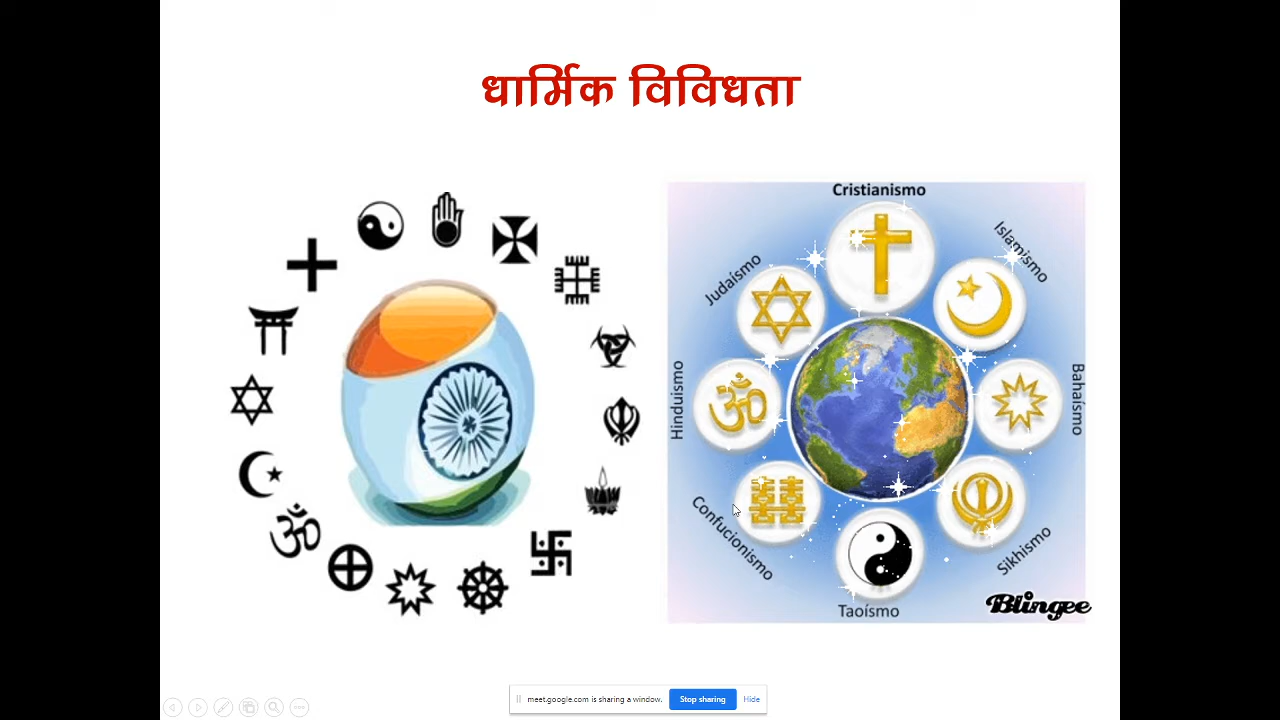 धार्मिक विविधता
Cristianismo
Islamismo
Judaísmo
Hinduismo
Bahaísmo
Confucionismo
Sikhismo
Taoísmo
Blingee
meet.google.com is sharing a window.
Stop sharing
Hide